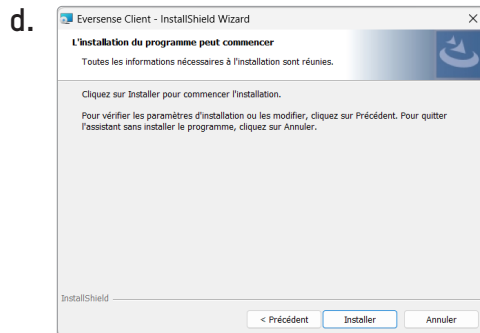 d.
Eversense Client - InstallShield Wizard
L'installation du programme peut commencer
Toutes les informations nécessaires à l'installation sont réunies.
Cliquez sur Installer pour commencer l'installation.
Pour vérifier les paramètres d'installation ou les modifier, cliquez sur Précédent. Pour quitter
l'assistant sans installer le programme, cliquez sur Annuler.
InstallShield
< Précédent Installer Annuler